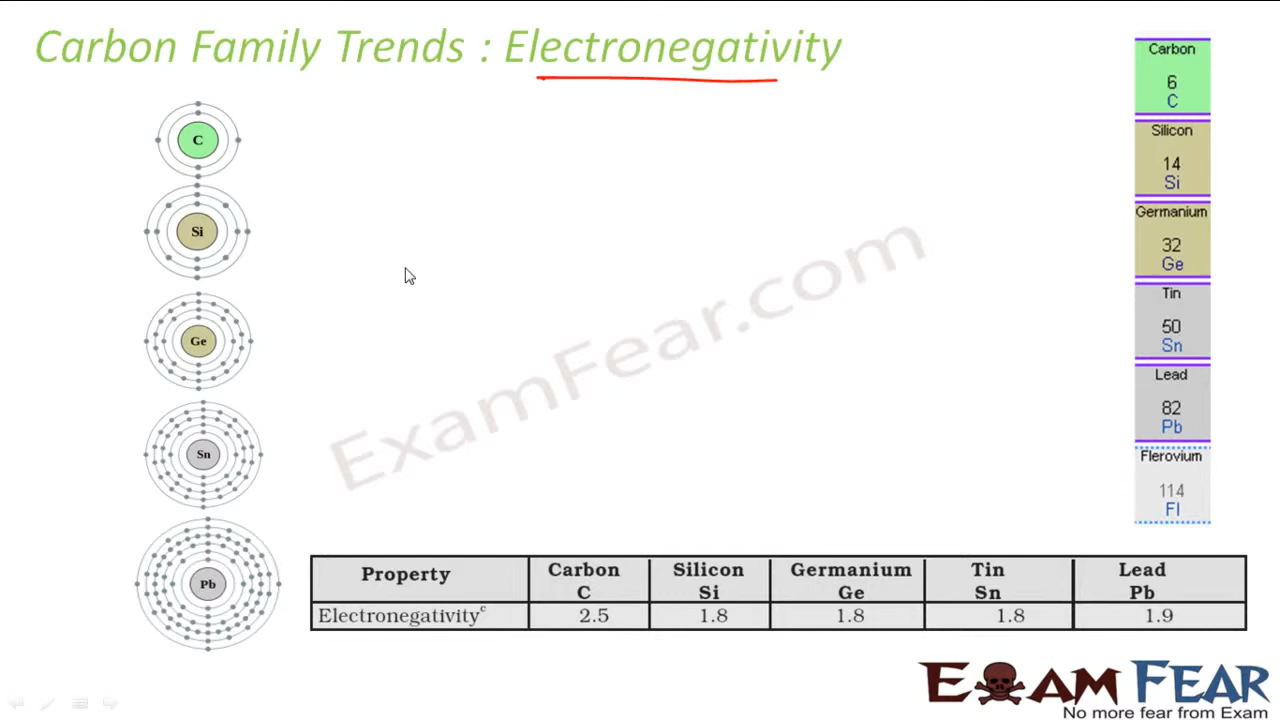 Carbon Family Trends : Electronegativity
C
Si
Ge
Sn
Pb
ExamFear.com
Carbon
6
C
Silicon
14
Si
Germanium
32
Ge
Tin
50
Sn
Lead
82
Pb
Flerovium
114
Fl
Property Carbon C Silicon Si Germanium Ge Tin Sn Lead Pb
Electronegativityᶜ 2.5 1.8 1.8 1.8 1.9
EXAM FEAR
No more fear from Exam